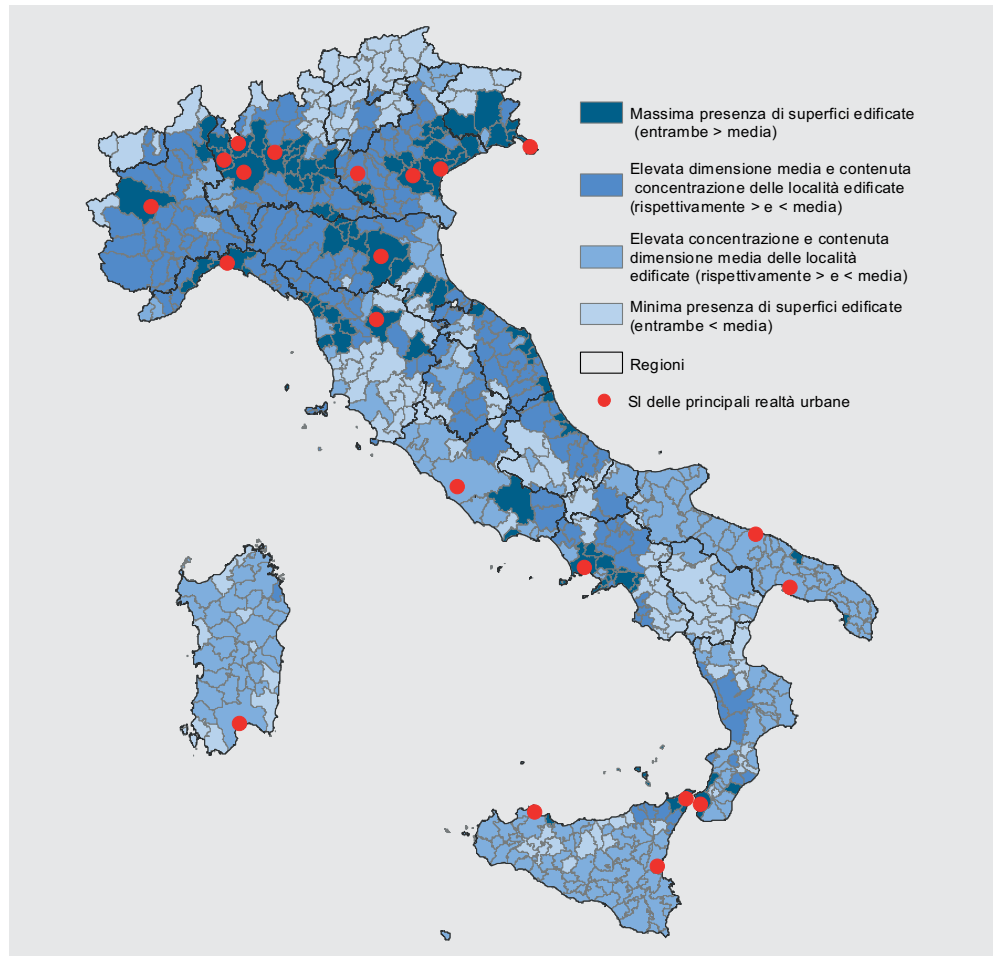 Massima presenza di superfici edificate
(entrambe > media)
Elevata dimensione media e contenuta
concentrazione delle località edificate
(rispettivamente > e < media)
Elevata concentrazione e contenuta
dimensione media delle località
edificate (rispettivamente > e < media)
Minima presenza di superfici edificate
(entrambe < media)
Regioni
SI delle principali realtà urbane